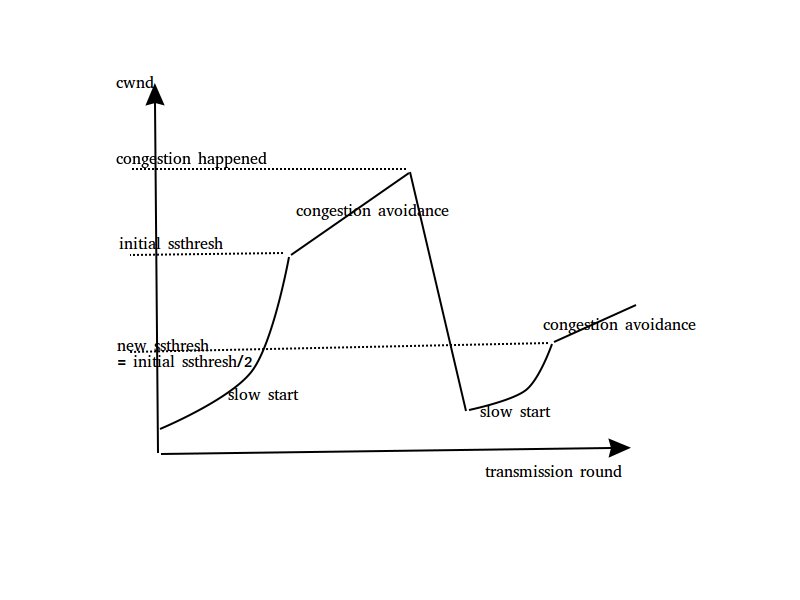 cwnd
congestion happened
congestion avoidance
initial ssthresh
congestion avoidance
new ssthresh
= initial ssthresh/2
slow start
slow start
transmission round